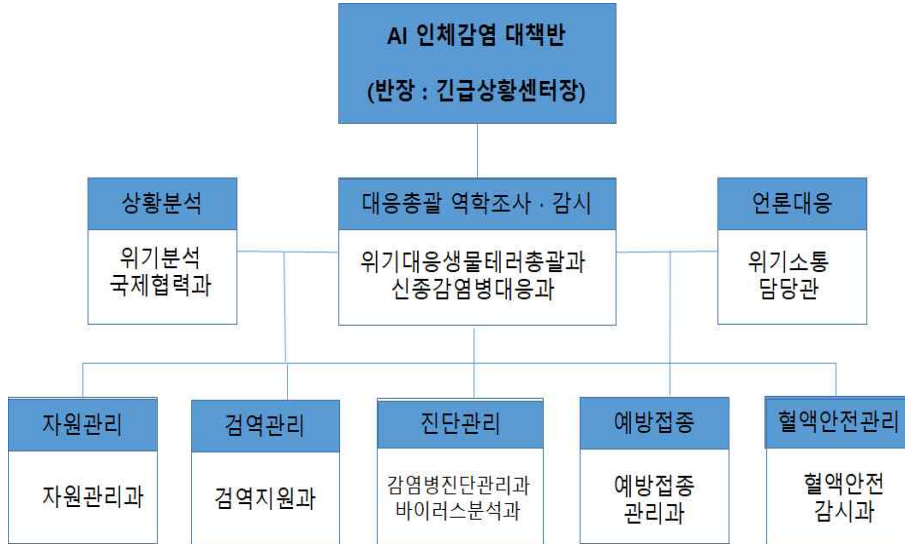 AI 인체감염 대책반
(반장 : 긴급상황센터장)
상황분석
위기분석
국제협력과
대응총괄 역학조사 · 감시
위기대응생물테러총괄과
신종감염병대응과
언론대응
위기소통
담당관
자원관리
자원관리과
검역관리
검역지원과
진단관리
감염병진단관리과
바이러스분석과
예방접종
예방접종
관리과
혈액안전관리
혈액안전
감시과